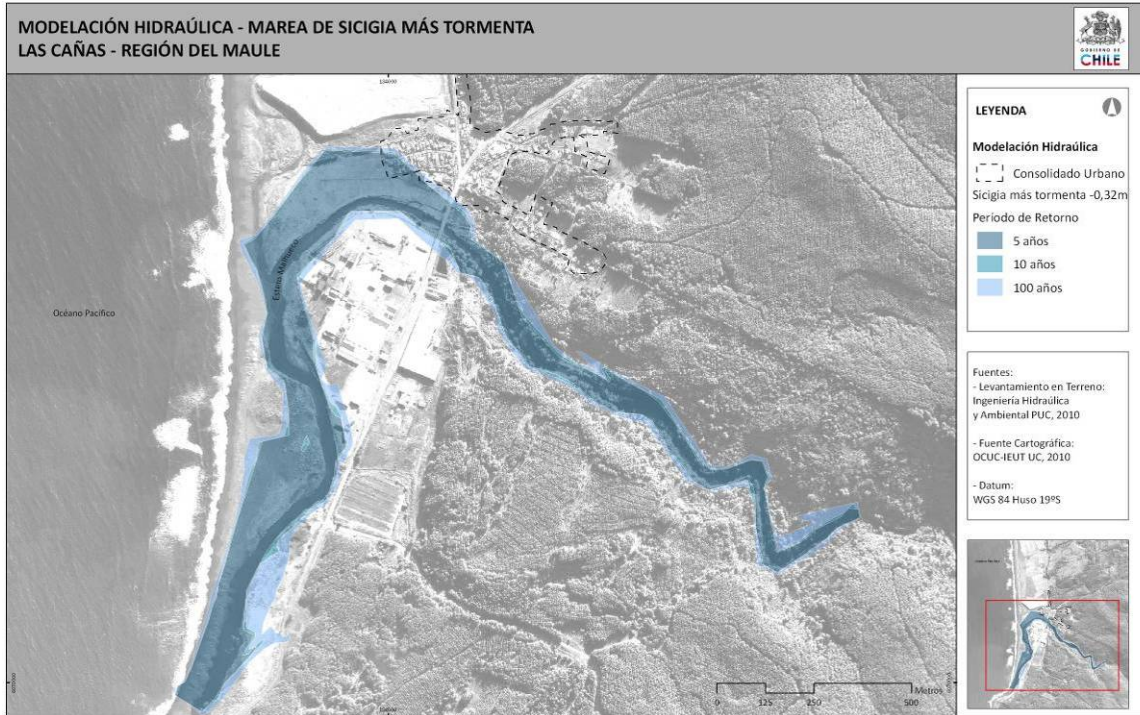 MODELACIÓN HIDRAÚLICA - MAREA DE SICIGIA MÁS TORMENTA
LAS CAÑAS - REGIÓN DEL MAULE
GOBIERNO DE
CHILE
Océano Pacífico
LEYENDA
Modelación Hidraúlica
Consolidado Urbano
Sicigia más tormenta -0,32m
Período de Retorno
5 años
10 años
100 años
Fuentes:
- Levantamiento en Terreno:
Ingeniería Hidraúlica
y Ambiental PUC, 2010
- Fuente Cartográfica:
OCUC-IEUT UC, 2010
- Datum:
WGS 84 Huso 19ºS
Metros
0 125 250 500